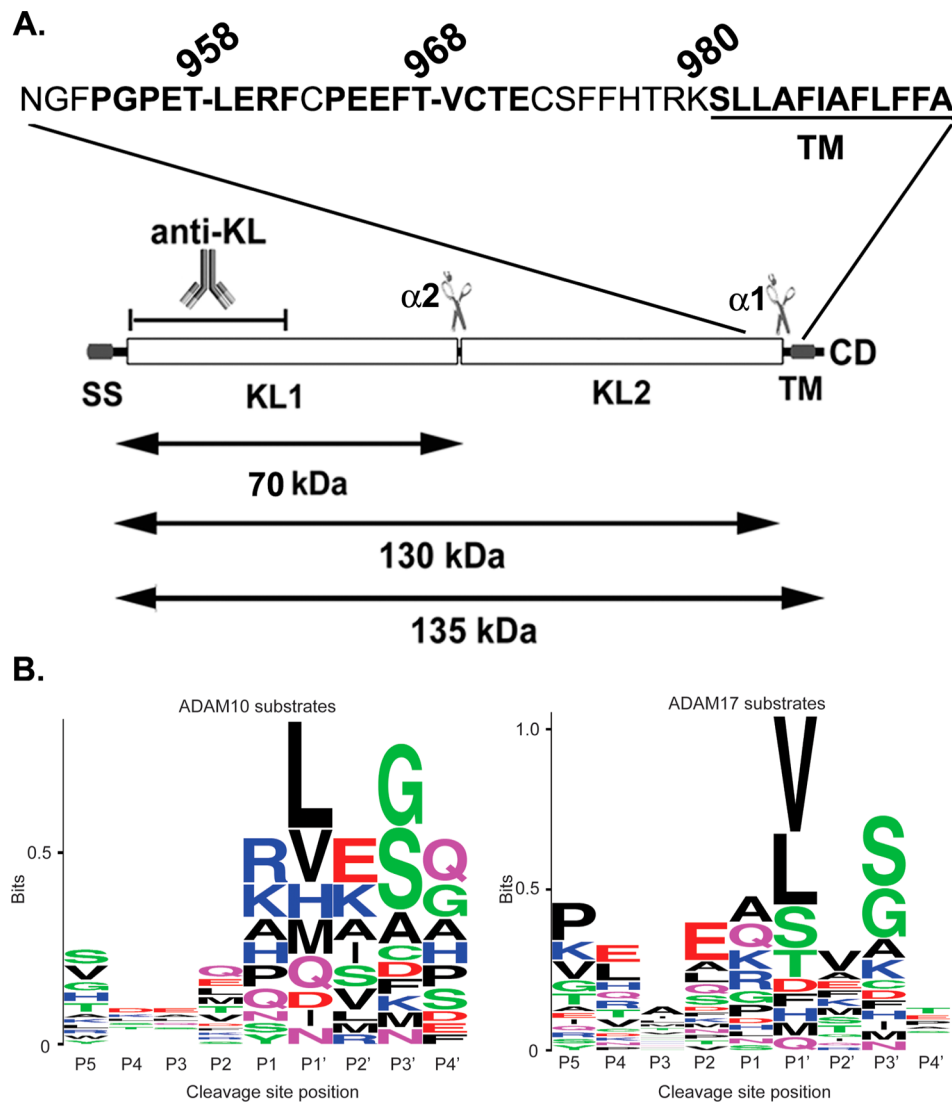 A.
958 968 980
NGFPGPET-LERFCPEEFT-VCTECSFFHTRKSLLAFIAFLFFA
TM
anti-KL
α2 α1
CD
SS KL1 KL2 TM
70 kDa
130 kDa
135 kDa
B.
ADAM10 substrates ADAM17 substrates
1.0
0.5 0.5
Bits Bits
0 0
P5 P4 P3 P2 P1 P1' P2' P3' P4' P5 P4 P3 P2 P1 P1' P2' P3' P4'
Cleavage site position Cleavage site position